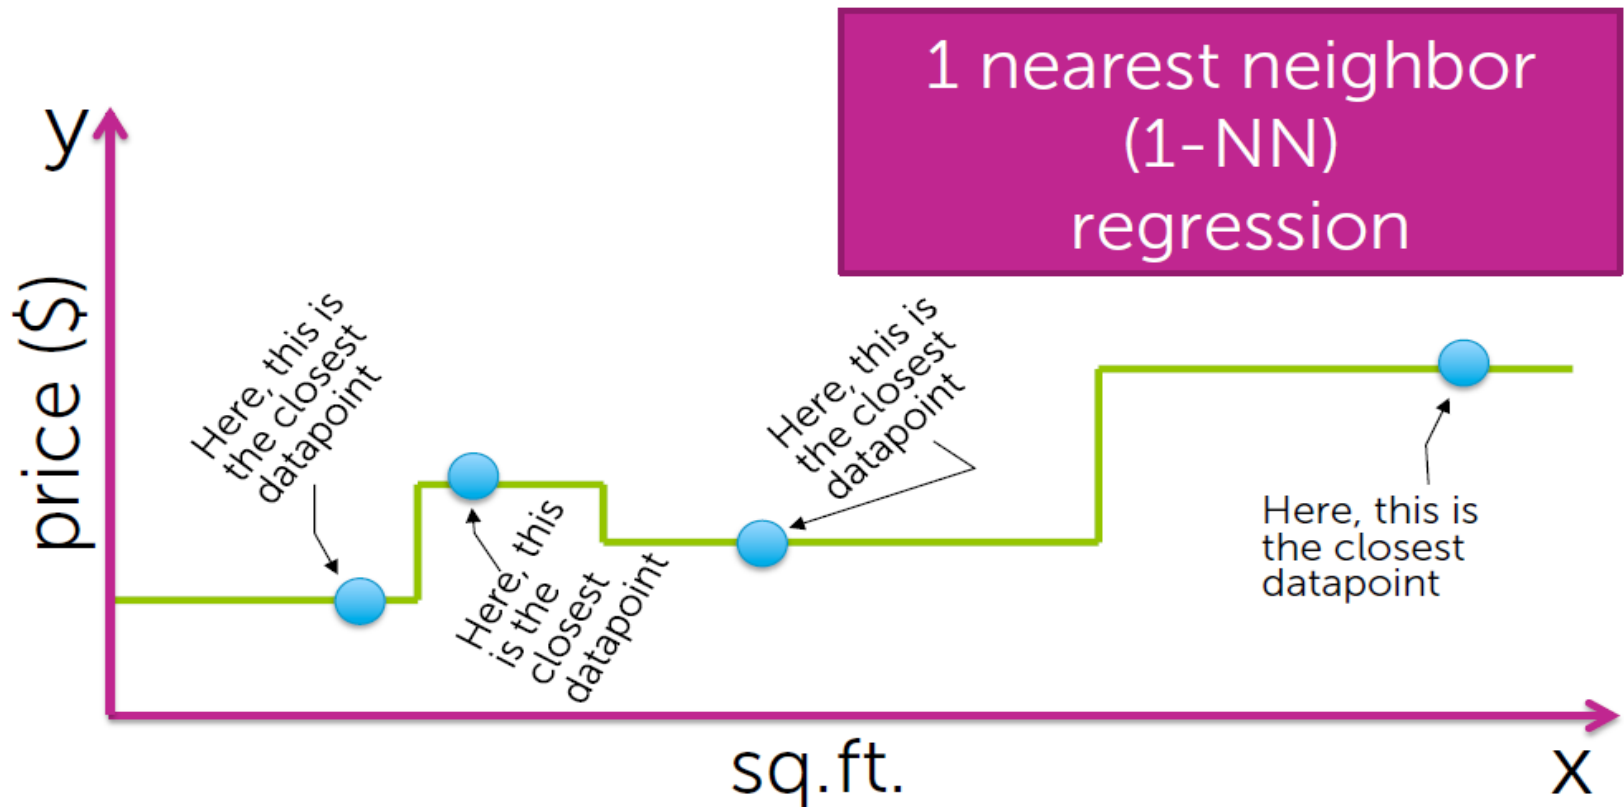 1 nearest neighbor
(1-NN)
regression
y
price ($)
Here, this is
the closest
datapoint
Here, this
is the
closest
datapoint
Here, this is
the closest
datapoint
Here, this is
the closest
datapoint
sq.ft.
x